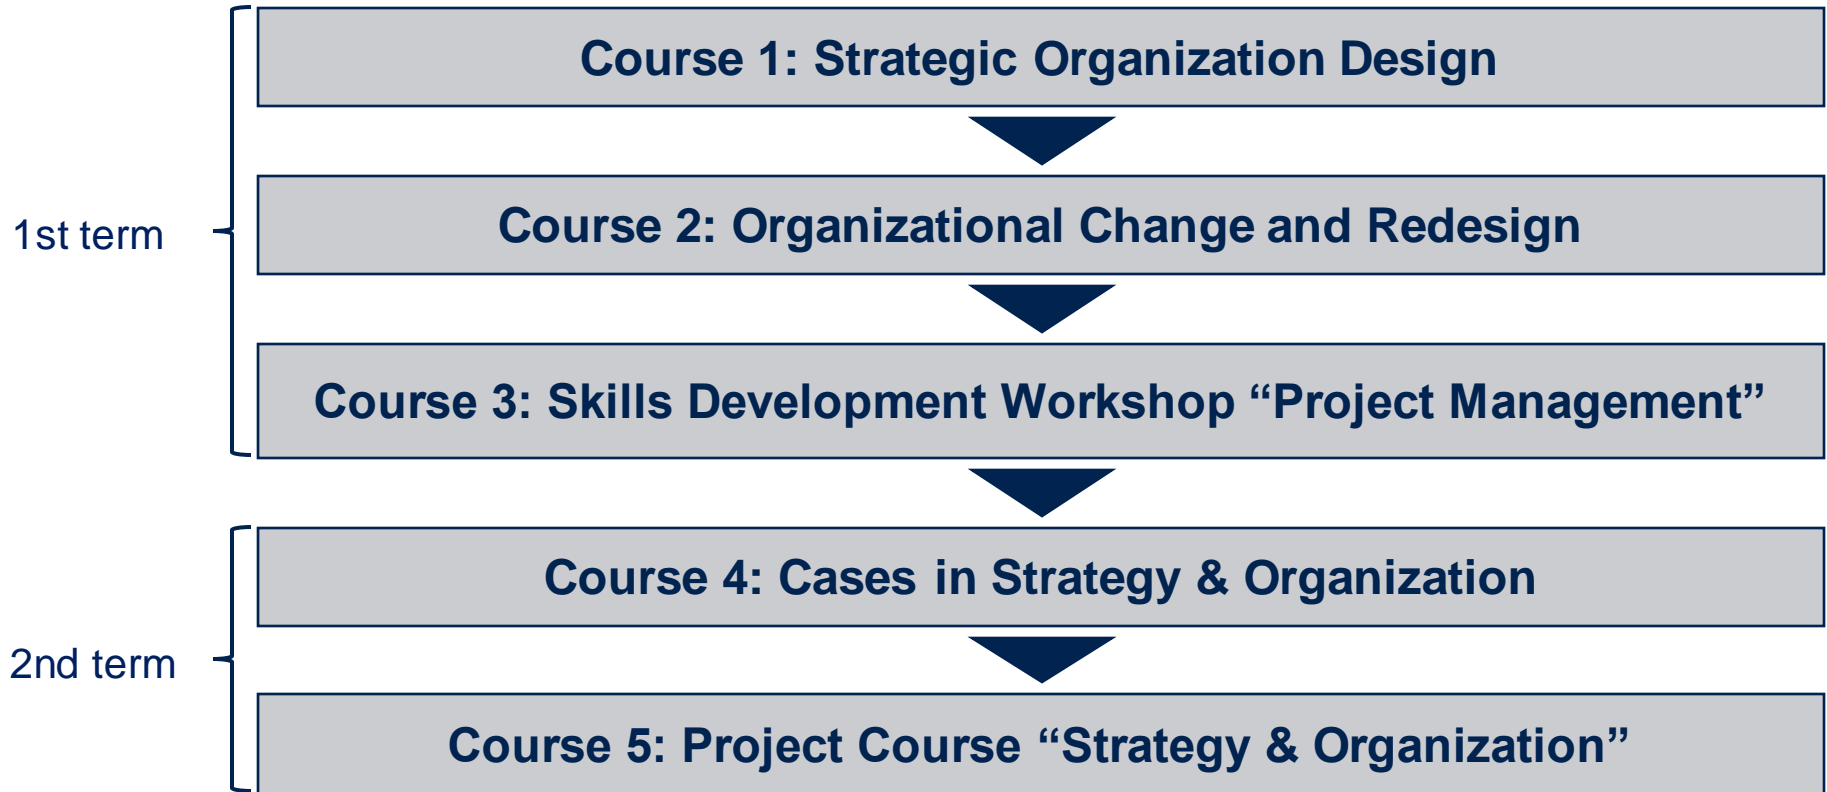 Course 1: Strategic Organization Design
1st term
Course 2: Organizational Change and Redesign
Course 3: Skills Development Workshop “Project Management”
Course 4: Cases in Strategy & Organization
2nd term
Course 5: Project Course “Strategy & Organization”